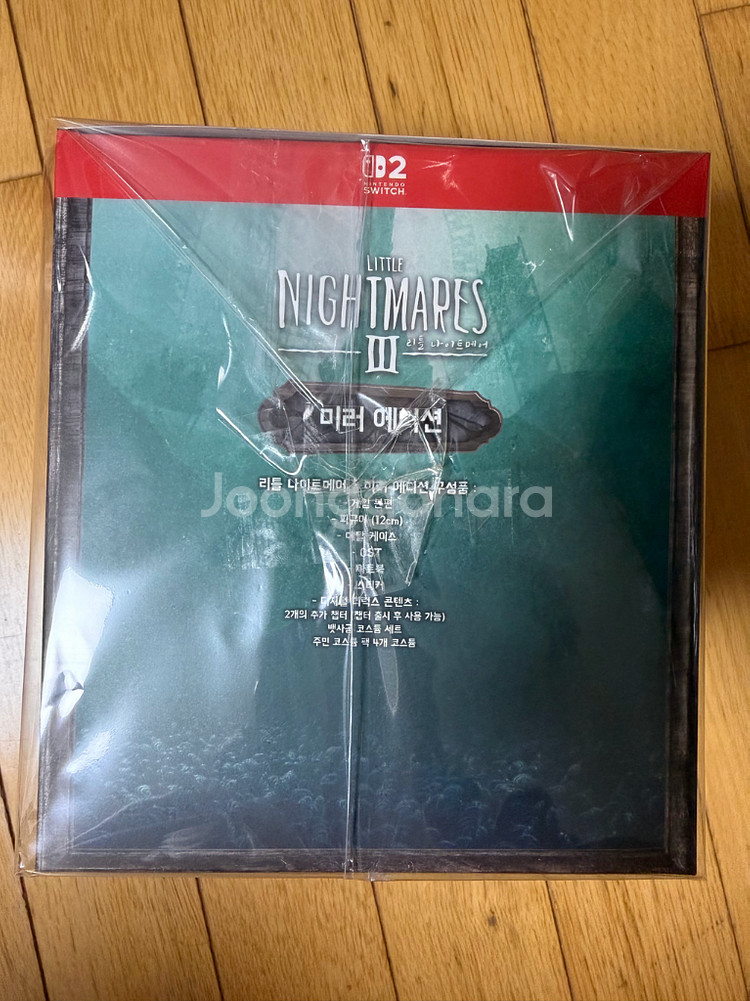 2
NINTENDO
SWITCH
LITTLE
NIGHTMARES
III 리틀 나이트메어
미러 에디션
리틀 나이트메어 미러 에디션 구성품 :
- 게임 본편
- 피규어 (12cm)
- 메탈 케이스
- OST
- 아트북
- 스티커
- 디지털 디럭스 콘텐츠 :
2개의 추가 챕터 (챕터 출시 후 사용 가능)
뱃사공 코스튬 세트
주민 코스튬 팩 4개 코스튬
Joonggonara